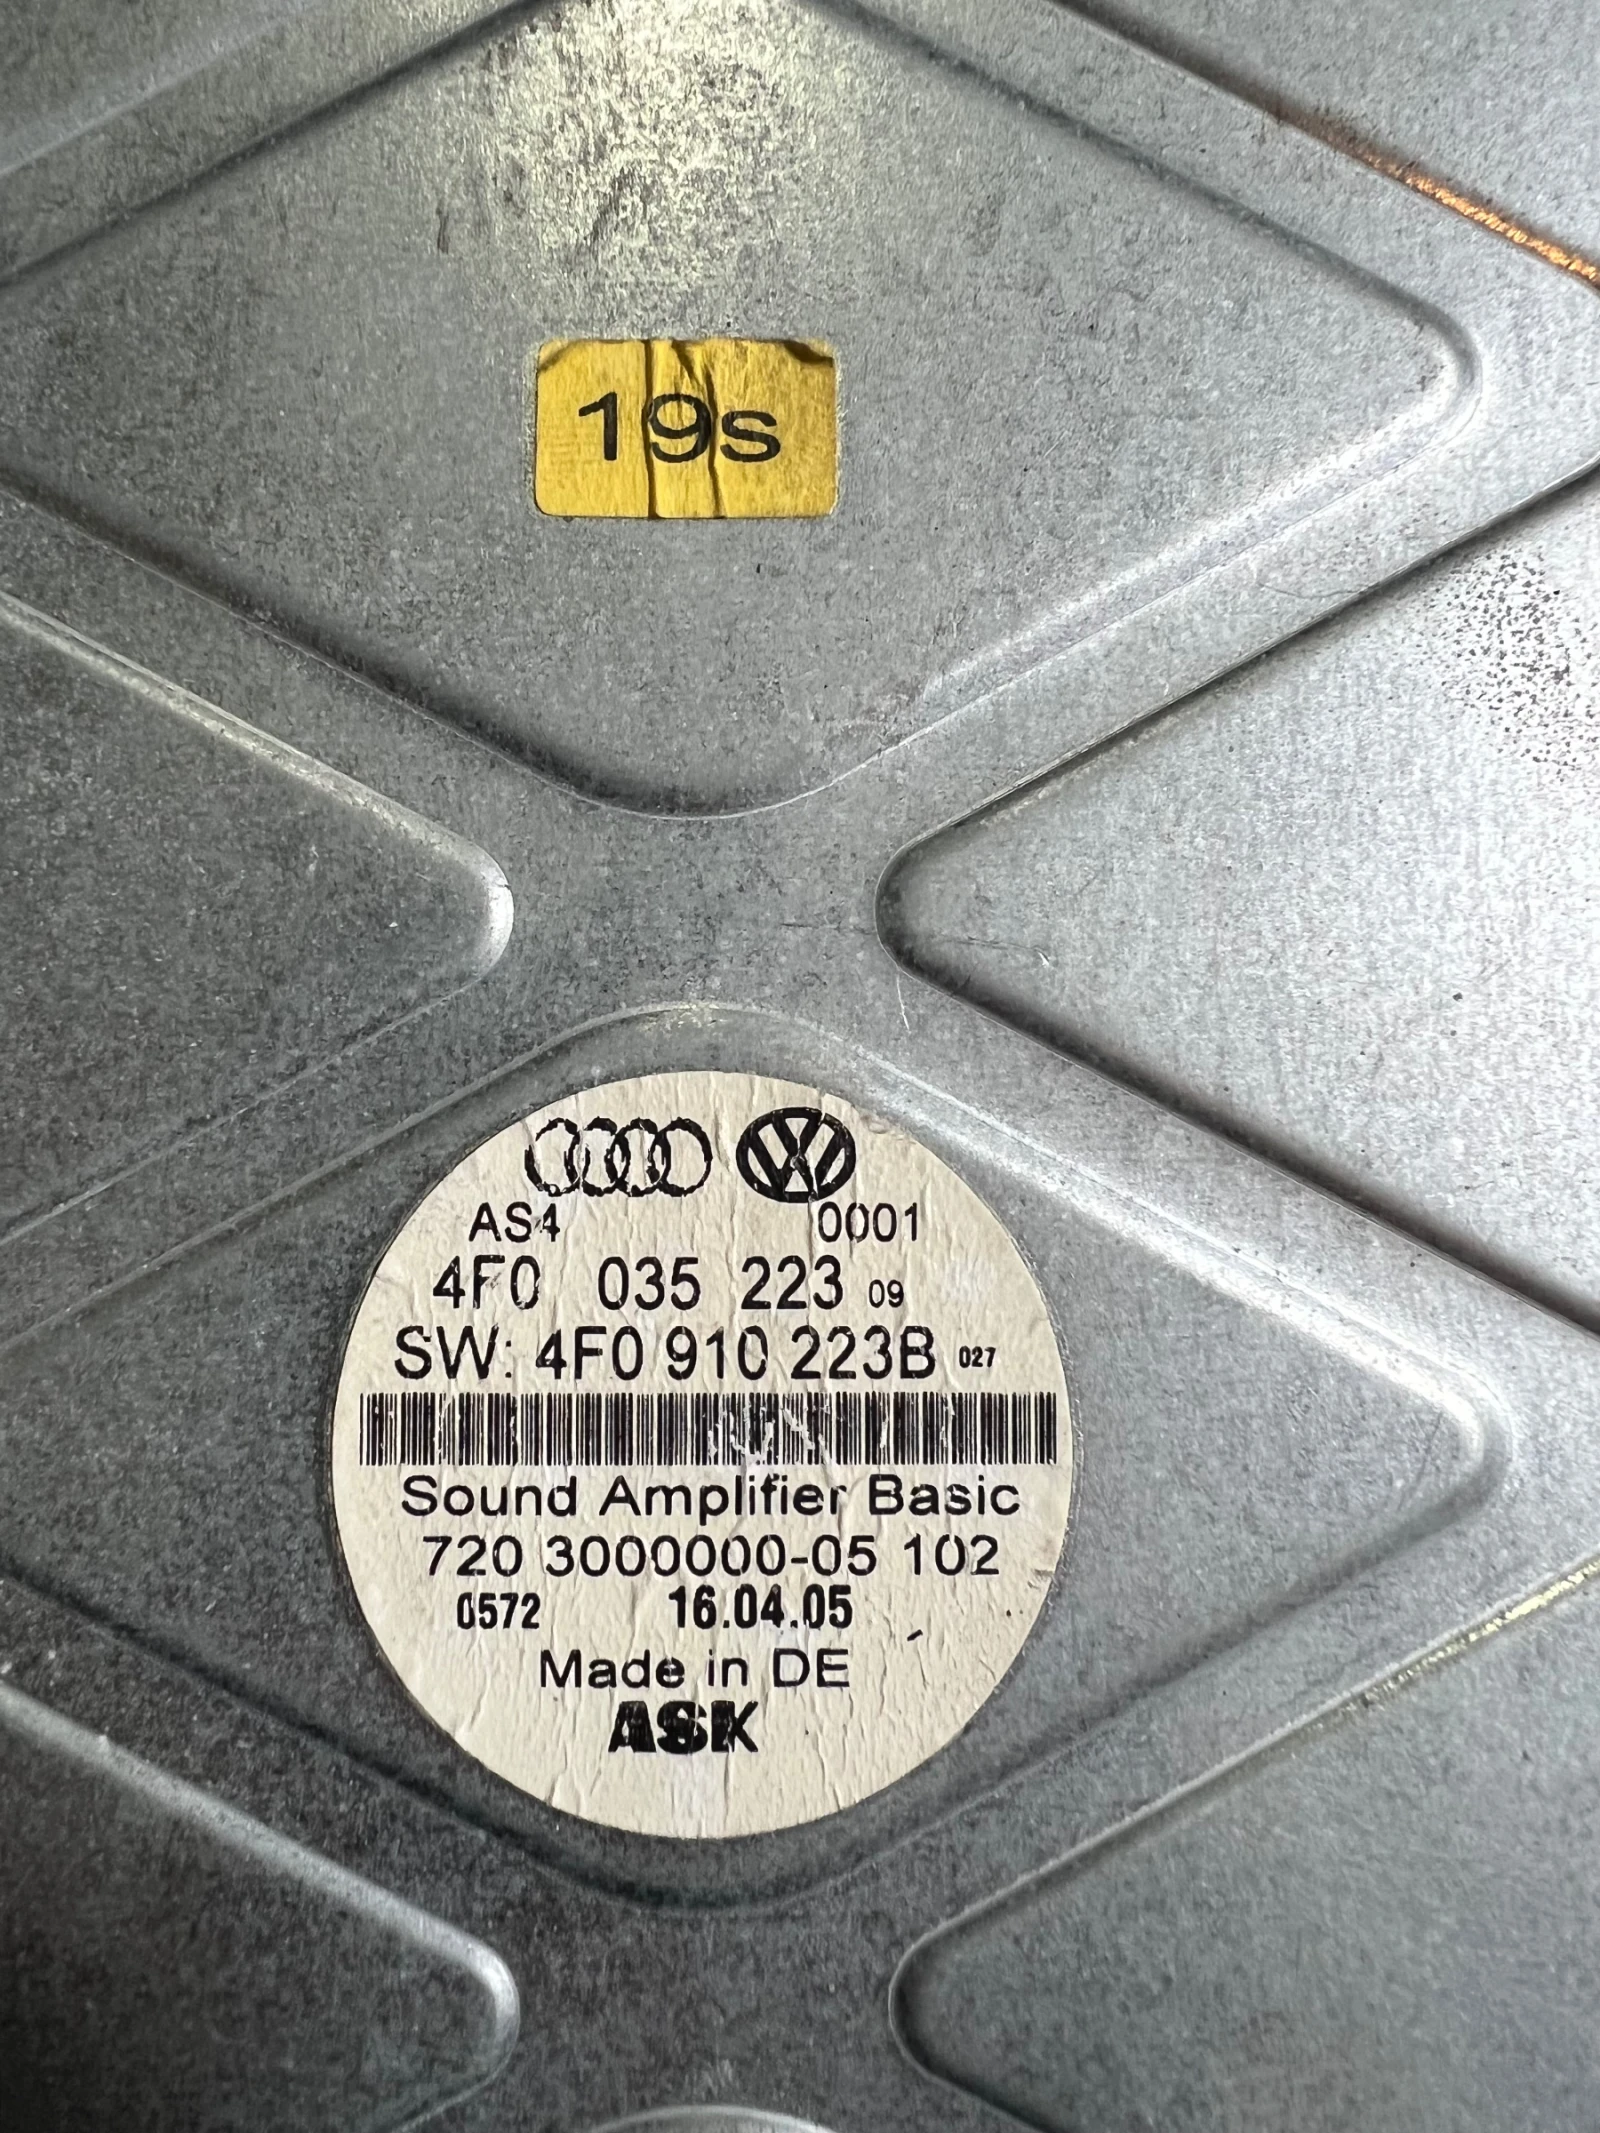 19s
AS4 0001
4F0 035 223 09
SW: 4F0 910 223B 027
Sound Amplifier Basic
720 3000000-05 102
0572 16.04.05
Made in DE
ASK